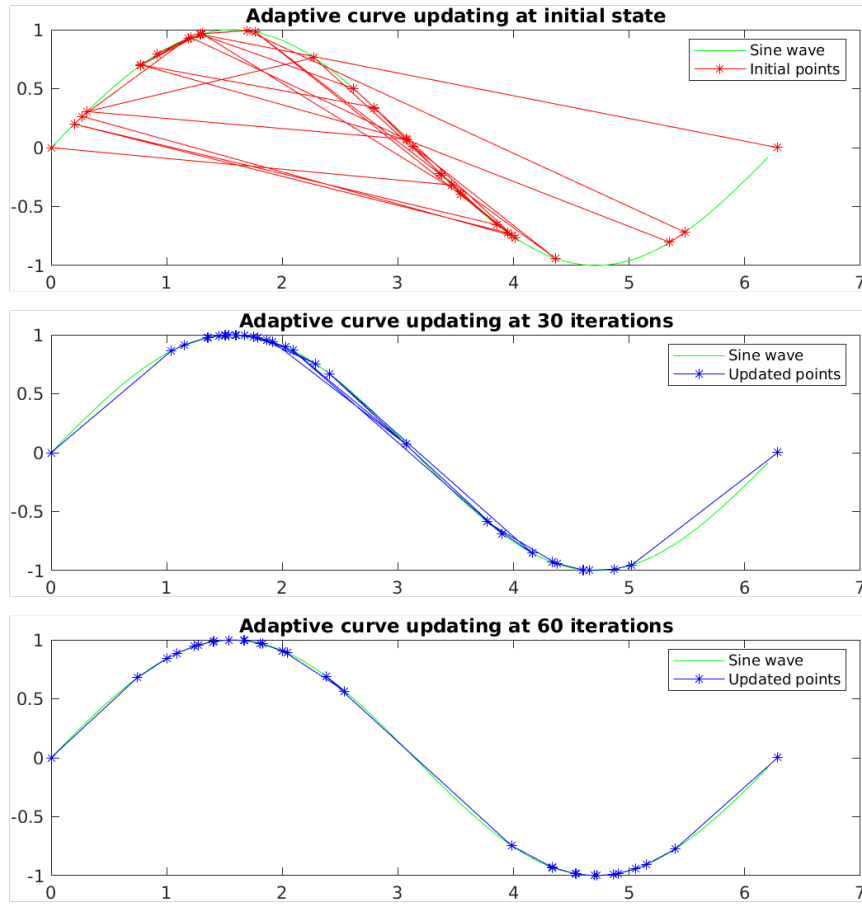 Adaptive curve updating at initial state
1
0.5
0
-0.5
-1
0 1 2 3 4 5 6 7
Sine wave
Initial points
Adaptive curve updating at 30 iterations
1
0.5
0
-0.5
-1
0 1 2 3 4 5 6 7
Sine wave
Updated points
Adaptive curve updating at 60 iterations
1
0.5
0
-0.5
-1
0 1 2 3 4 5 6 7
Sine wave
Updated points